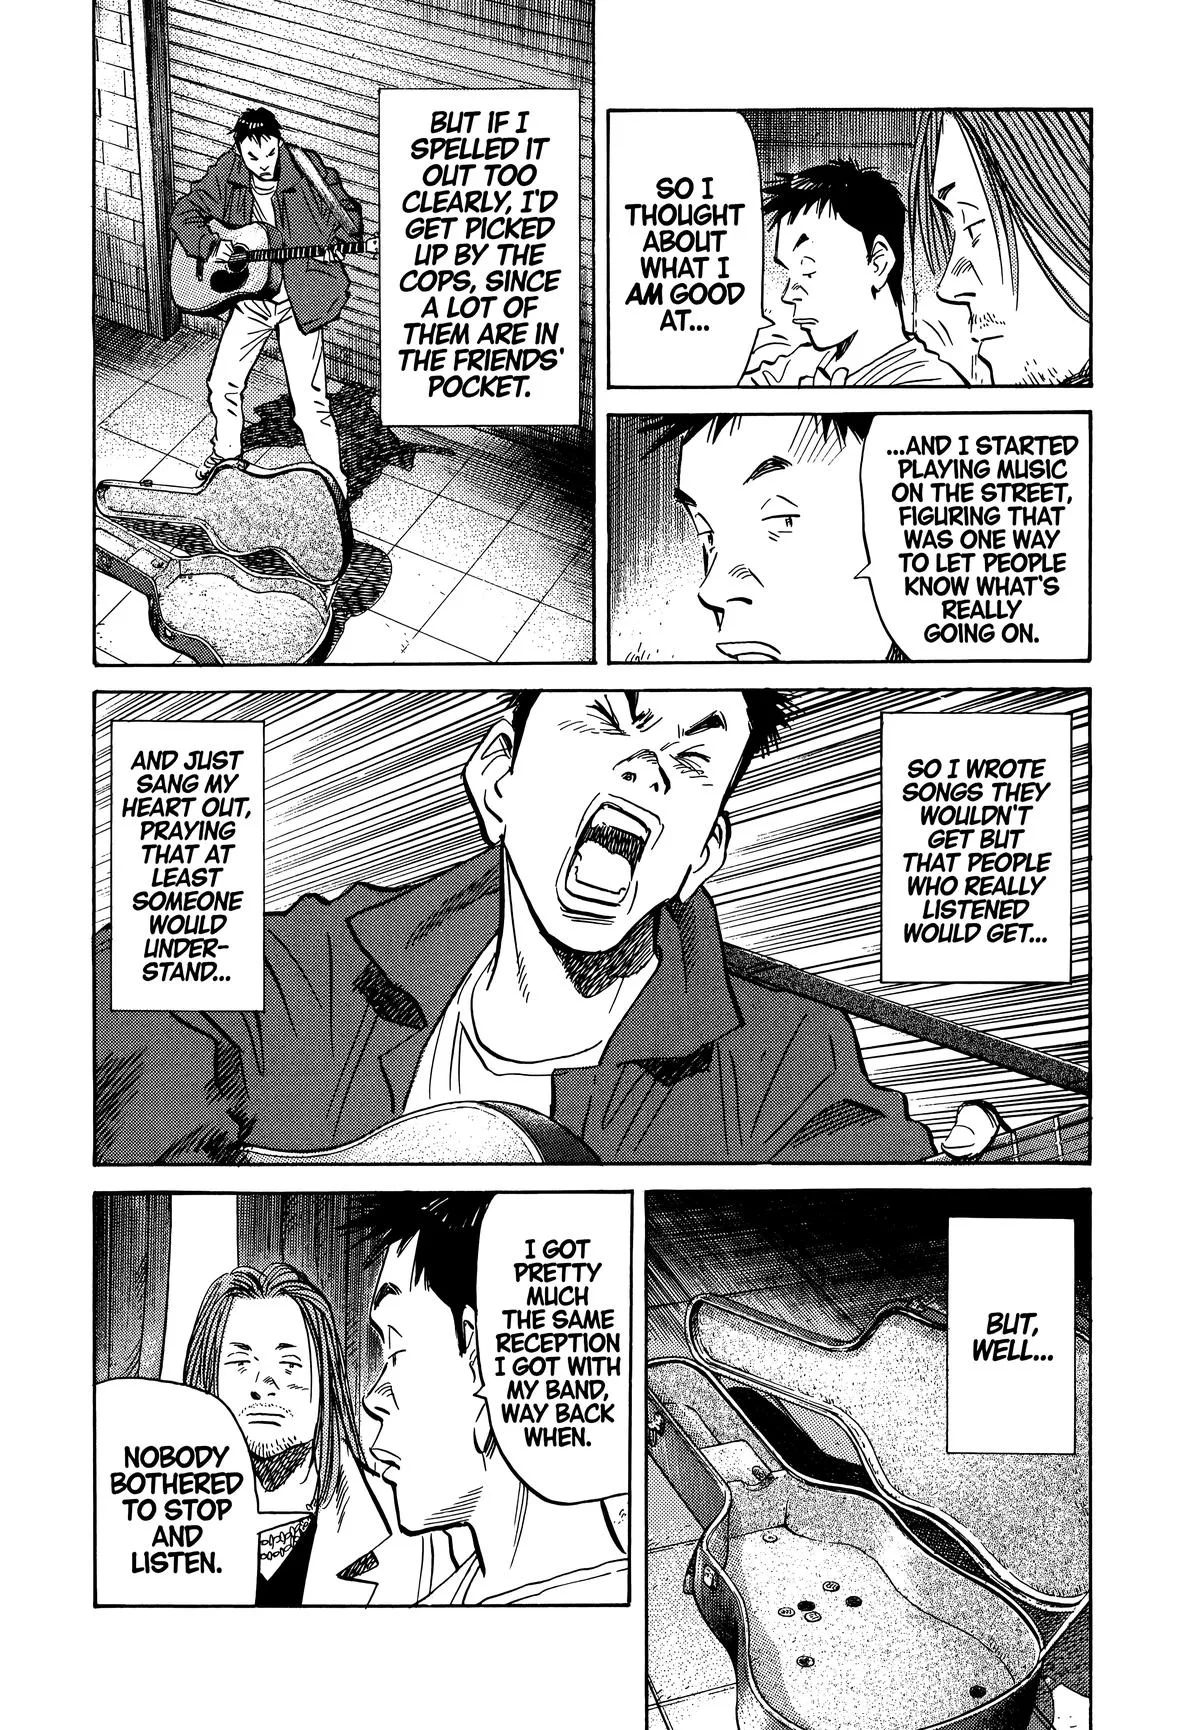 SO I
THOUGHT
ABOUT
WHAT I
AM GOOD
AT...
...AND I STARTED
PLAYING MUSIC
ON THE STREET,
FIGURING THAT
WAS ONE WAY
TO LET PEOPLE
KNOW WHAT'S
REALLY
GOING ON.
BUT IF I
SPELLED IT
OUT TOO
CLEARLY, I'D
GET PICKED
UP BY THE
COPS, SINCE
A LOT OF
THEM ARE IN
THE FRIENDS'
POCKET.
SO I WROTE
SONGS THEY
WOULDN'T
GET BUT
THAT PEOPLE
WHO REALLY
LISTENED
WOULD GET...
AND JUST
SANG MY
HEART OUT,
PRAYING
THAT AT
LEAST
SOMEONE
WOULD
UNDER-
STAND...
BUT,
WELL...
I GOT
PRETTY
MUCH
THE SAME
RECEPTION
I GOT WITH
MY BAND,
WAY BACK
WHEN.
NOBODY
BOTHERED
TO STOP
AND
LISTEN.